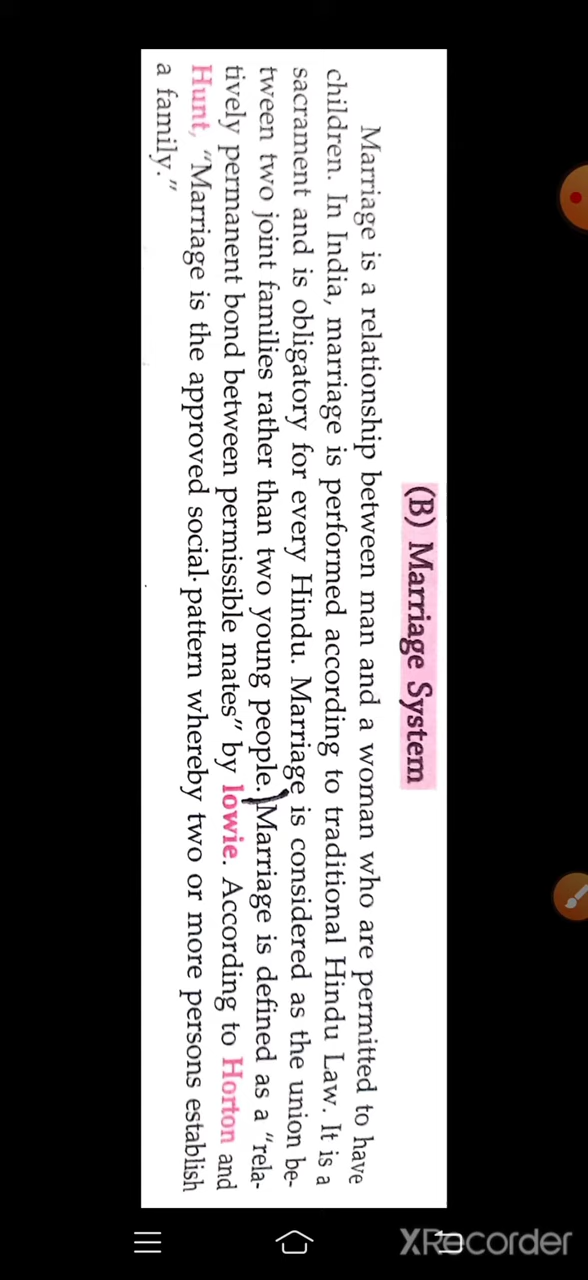 (B) Marriage System
Marriage is a relationship between man and a woman who are permitted to have
children. In India, marriage is performed according to traditional Hindu Law. It is a
sacrament and is obligatory for every Hindu. Marriage is considered as the union be-
tween two joint families rather than two young people. Marriage is defined as a "rela-
tively permanent bond between permissible mates" by lowie. According to Horton and
Hunt, "Marriage is the approved social pattern whereby two or more persons establish
a family."
XRecorder